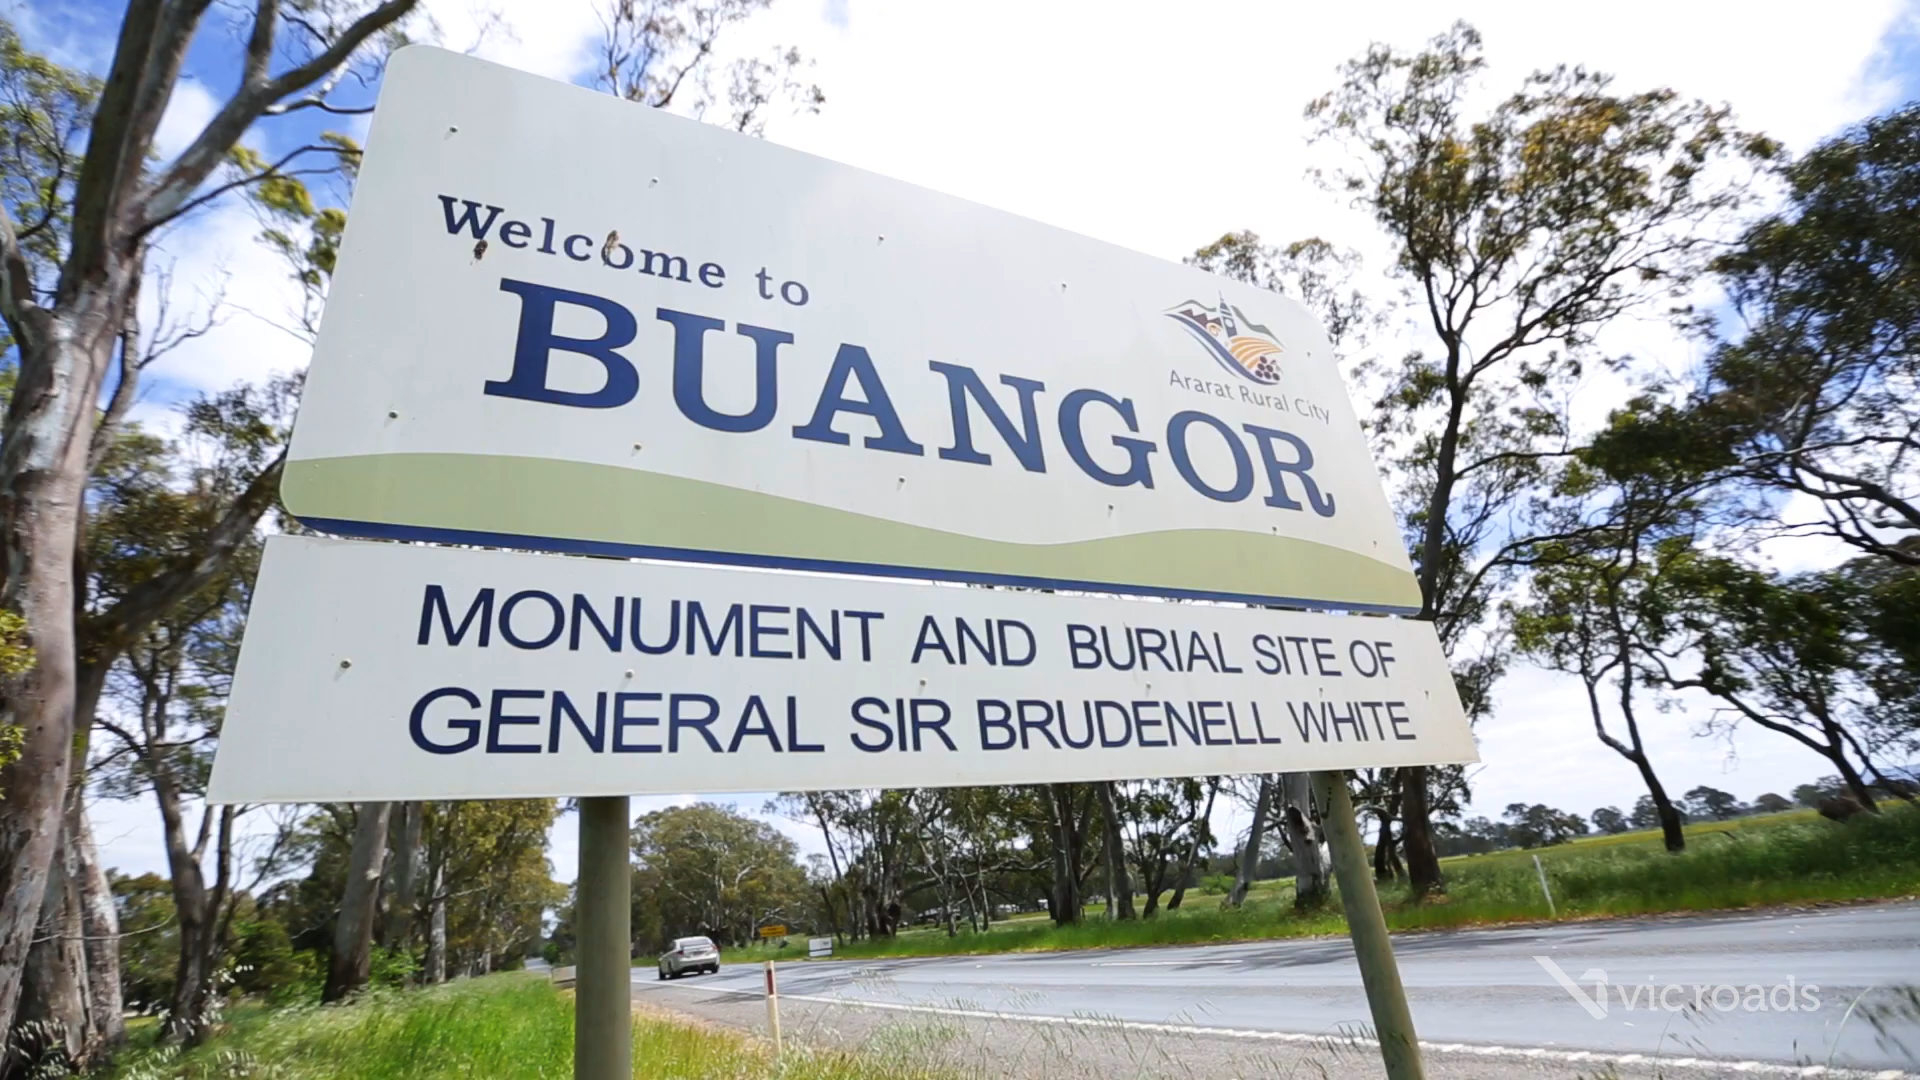 Welcome to
BUANGOR
Ararat Rural City
MONUMENT AND BURIAL SITE OF
GENERAL SIR BRUDENELL WHITE
vicroads